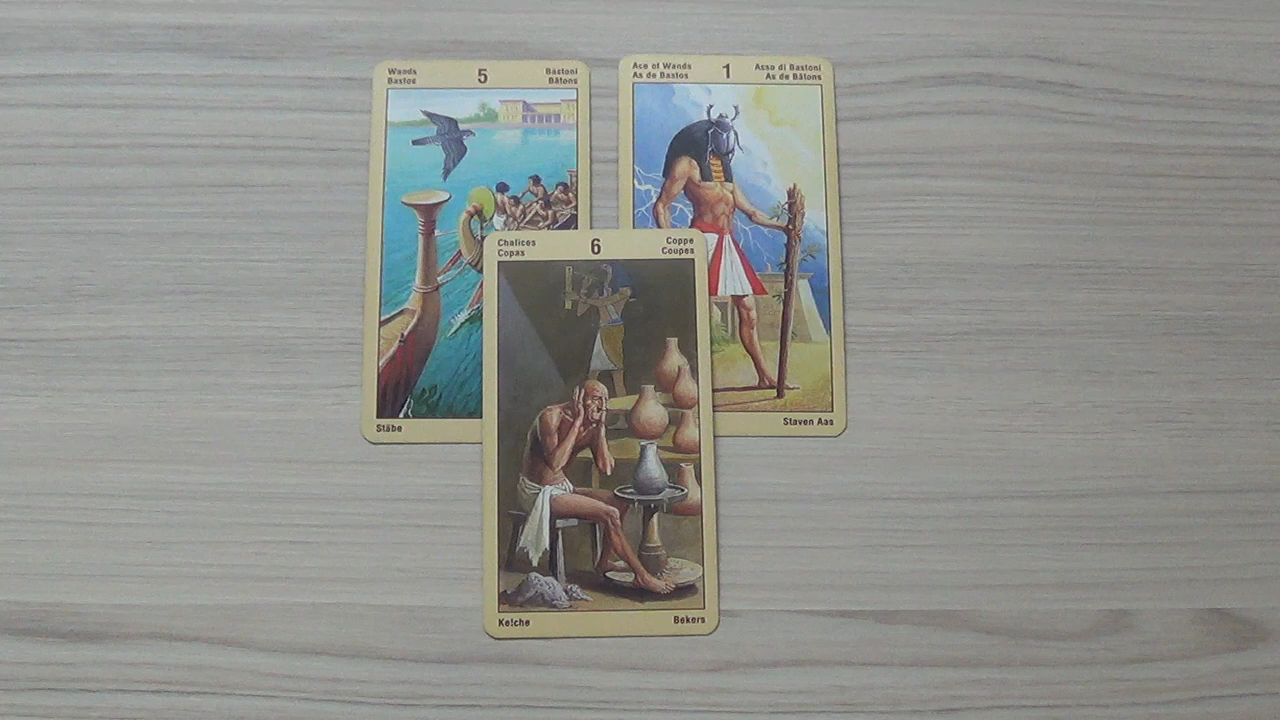 Wands 5 Bastoni
Bastos Bâtons
Stäbe
Ace of Wands 1 Asso di Bastoni
As de Bastos As de Bâtons
Staven Aas
Chalices 6 Coppe
Copas Coupes
Kelche Bekers